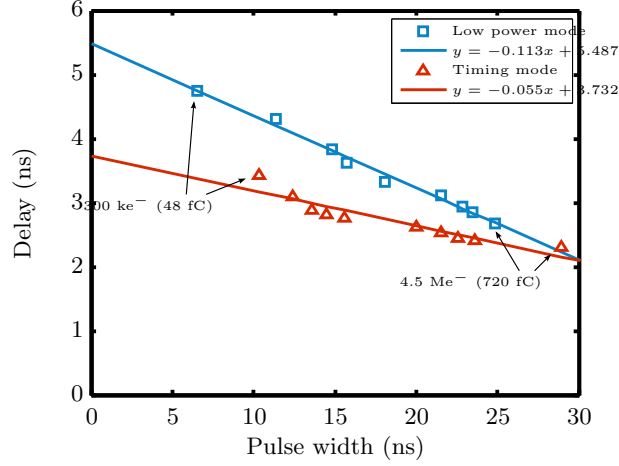 6
5
4
3
2
1
0
Delay (ns)
Low power mode
y = −0.113x + 5.487
Timing mode
y = −0.055x + 3.732
300 ke− (48 fC)
4.5 Me− (720 fC)
0 5 10 15 20 25 30
Pulse width (ns)